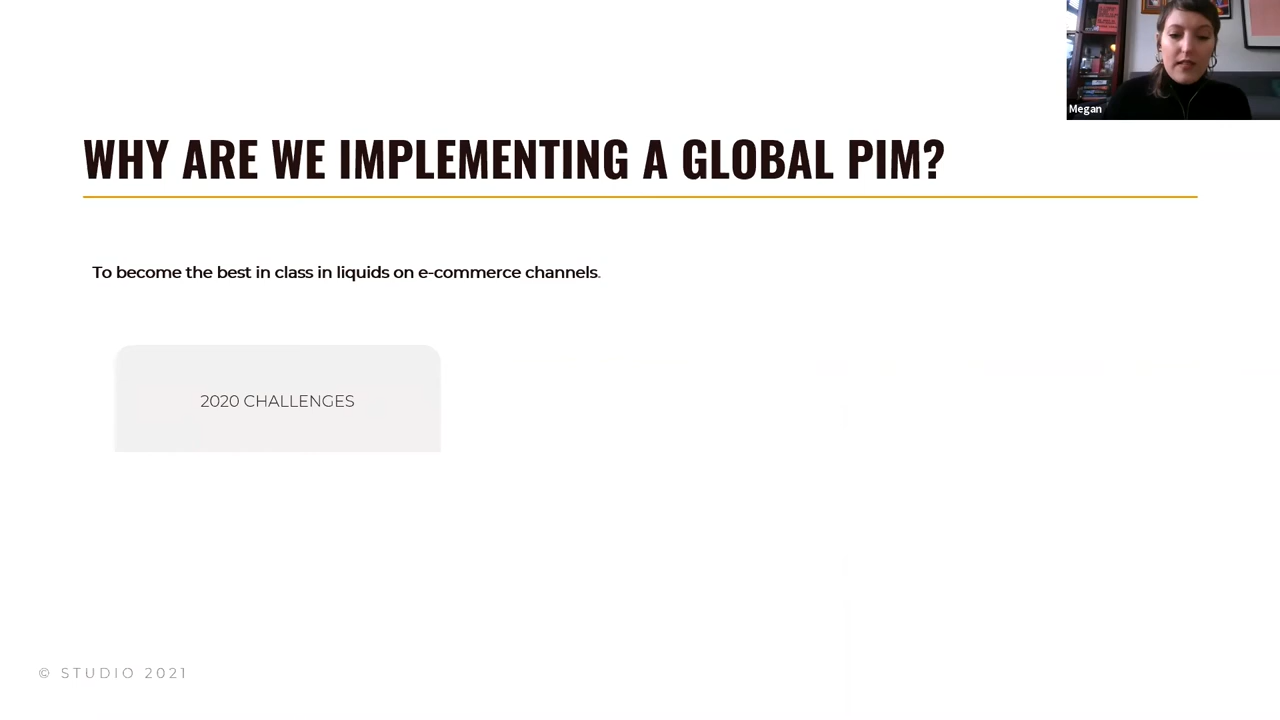 Megan
WHY ARE WE IMPLEMENTING A GLOBAL PIM?
To become the best in class in liquids on e-commerce channels.
2020 CHALLENGES
© STUDIO 2021